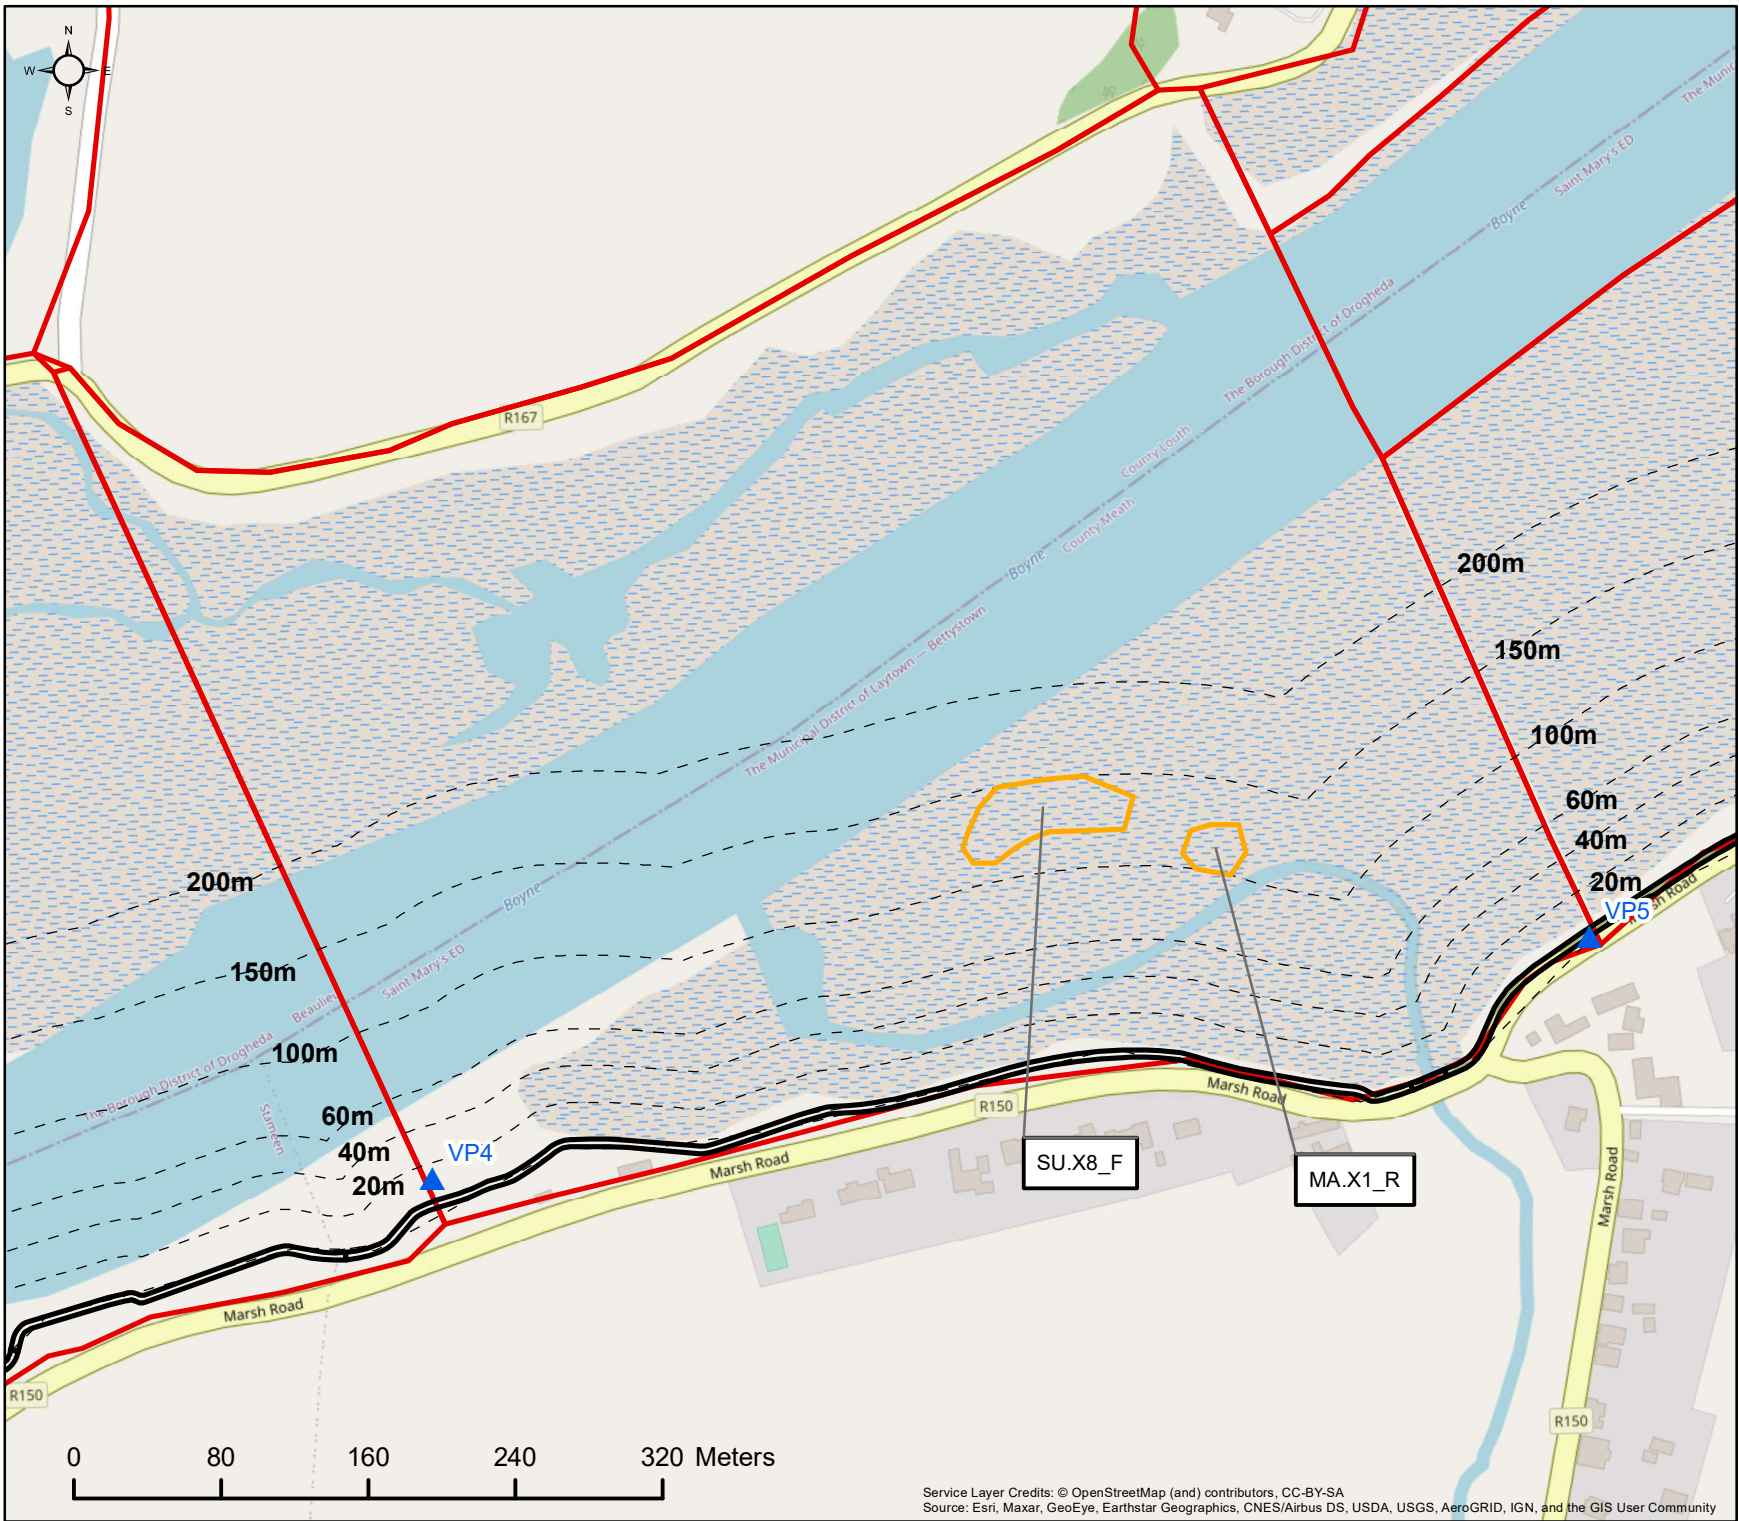 N
W E
S
The Munic
Saint Mary's ED
Boyne
The Borough District of Drogheda
R167
County Louth
County Meath
Boyne
200m
The Municipal District of Laytown — Bettystown
150m
100m
60m
40m
20m
VP5
sh Road
200m
Boyne
150m
Saint Mary's ED
Beaulieu
The Borough District of Drogheda
100m
60m
Stameen
40m
VP4
20m
Marsh Road
R150
Marsh Road
SU.X8_F
MA.X1_R
Marsh Road
Marsh Road
R150
R150
0 80 160 240 320 Meters
Service Layer Credits: © OpenStreetMap (and) contributors, CC-BY-SA
Source: Esri, Maxar, GeoEye, Earthstar Geographics, CNES/Airbus DS, USDA, USGS, AeroGRID, IGN, and the GIS User Community